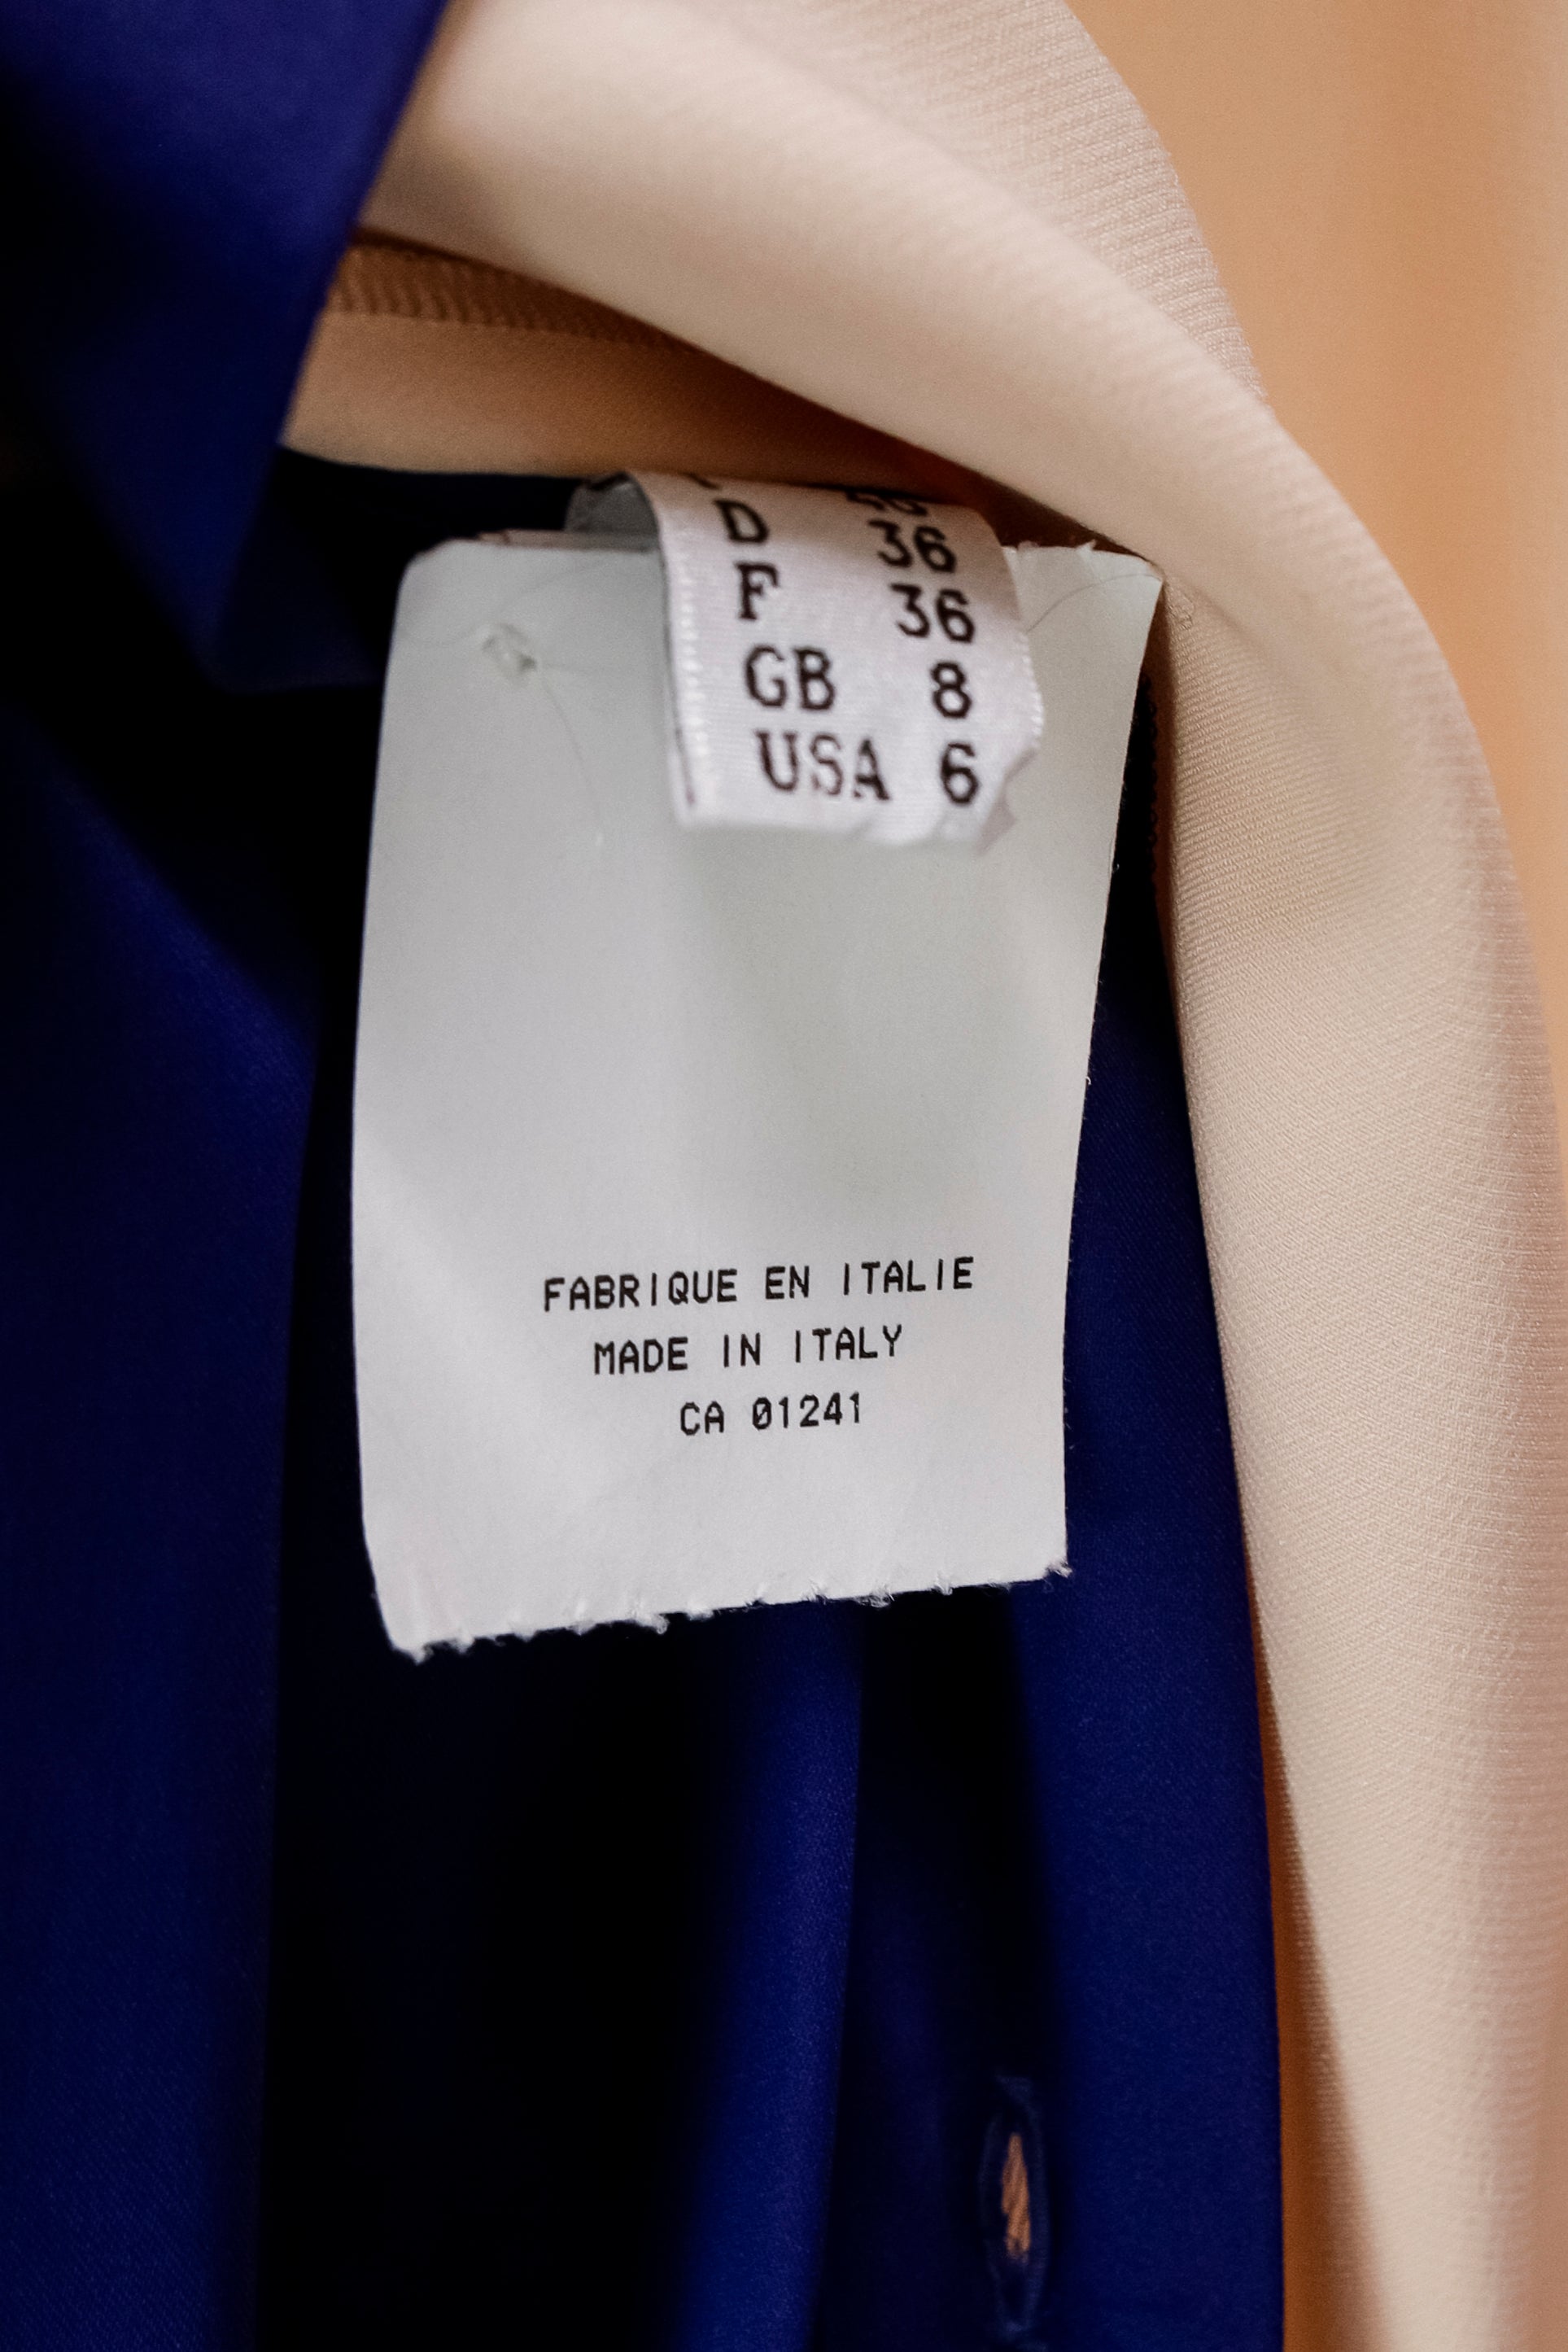 D 36
F 36
GB 8
USA 6
FABRIQUE EN ITALIE
MADE IN ITALY
CA 01241